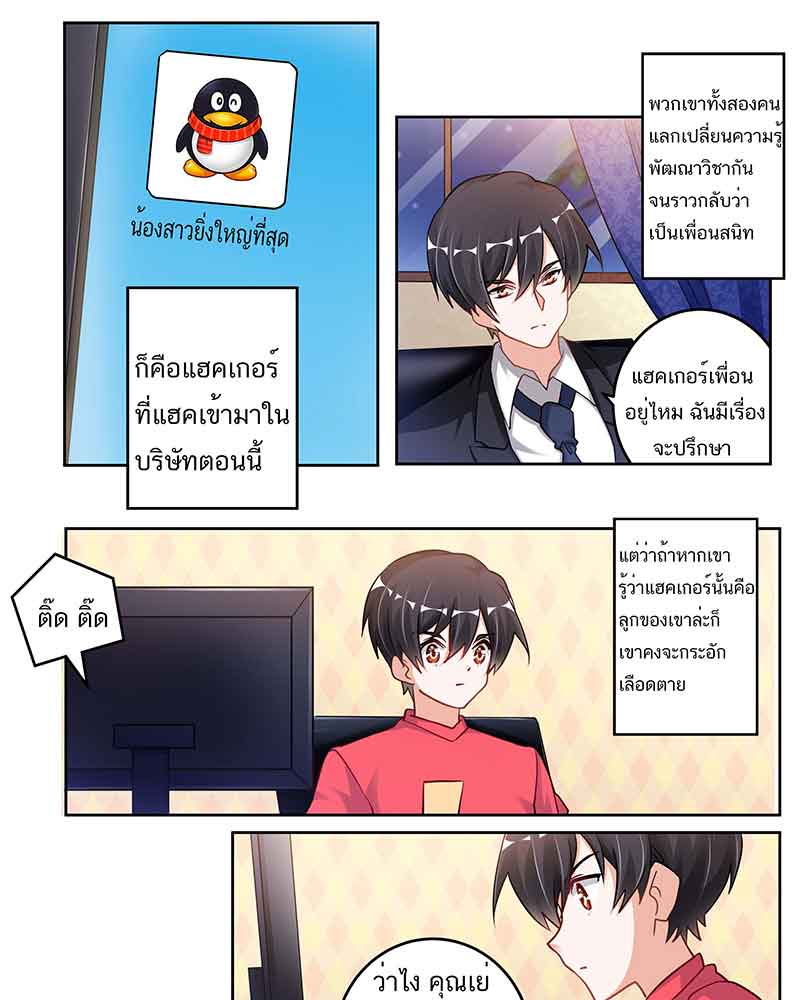 น้องสาวยิ่งใหญ่ที่สุด
ก็คือแฮคเกอร์
ที่แฮคเข้ามาใน
บริษัทตอนนี้
พวกเขาทั้งสองคน
แลกเปลี่ยนความรู้
พัฒนาวิชากัน
จนราวกลับว่า
เป็นเพื่อนสนิท
แฮคเกอร์เพื่อน
อยู่ไหม ฉันมีเรื่อง
จะปรึกษา
ติ๊ด ติ๊ด
แต่ว่าถ้าหากเขา
รู้ว่าแฮคเกอร์นั้นคือ
ลูกของเขาล่ะก็
เขาคงจะกระอัก
เลือดตาย
ว่าไง คุณเย่